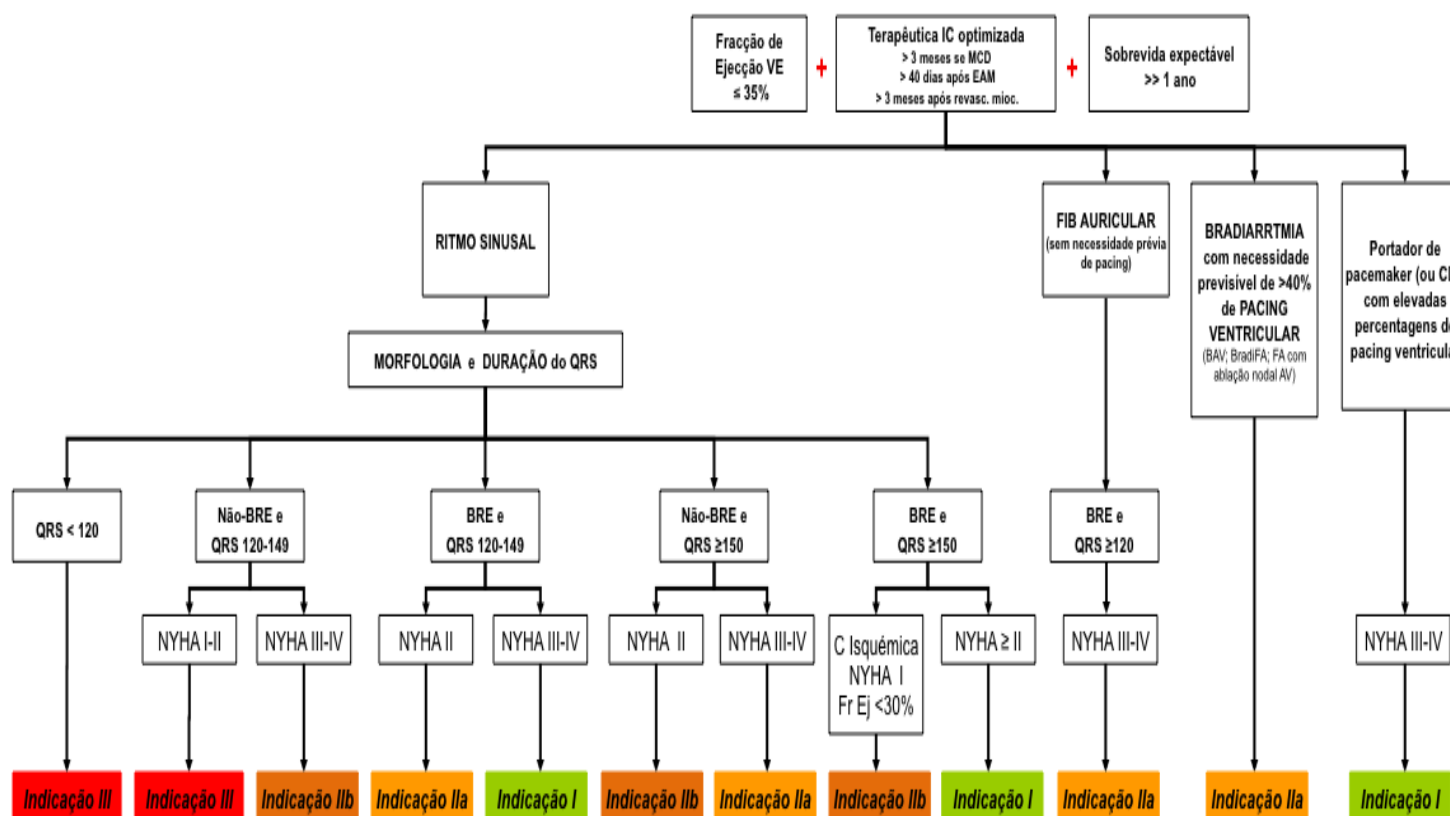 Fracção de
Ejecção VE
≤ 35%
+
Terapêutica IC optimizada
> 3 meses se MCD
> 40 dias após EAM
> 3 meses após revasc. mioc.
+
Sobrevida expectável
>> 1 ano
RITMO SINUSAL
FIB AURICULAR
(sem necessidade prévia
de pacing)
BRADIARRTMIA
com necessidade
previsivel de >40%
de PACING
VENTRICULAR
(BAV; BradiFA; FA com
ablação nodal AV)
Portador de
pacemaker (ou
com elevadas
percentagens
pacing
MORFOLOGIA e DURAÇÃO do QRS
QRS < 120
Não-BRE e
QRS 120-149
BRE e
QRS 120-149
Não-BRE e
QRS ≥150
BRE e
QRS ≥150
BRE e
QRS ≥120
NYHA I-II
NYHA III-IV
NYHA II
NYHA III-IV
NYHA II
NYHA III-IV
C Isquémica
NYHA I
Fr Ej <30%
NYHA ≥ II
NYHA III-IV
NYHA III-IV
Indicação III
Indicação III
Indicação IIb
Indicação IIa
Indicação I
Indicação IIb
Indicação IIa
Indicação IIb
Indicação I
Indicação IIa
Indicação IIa
Indicação I